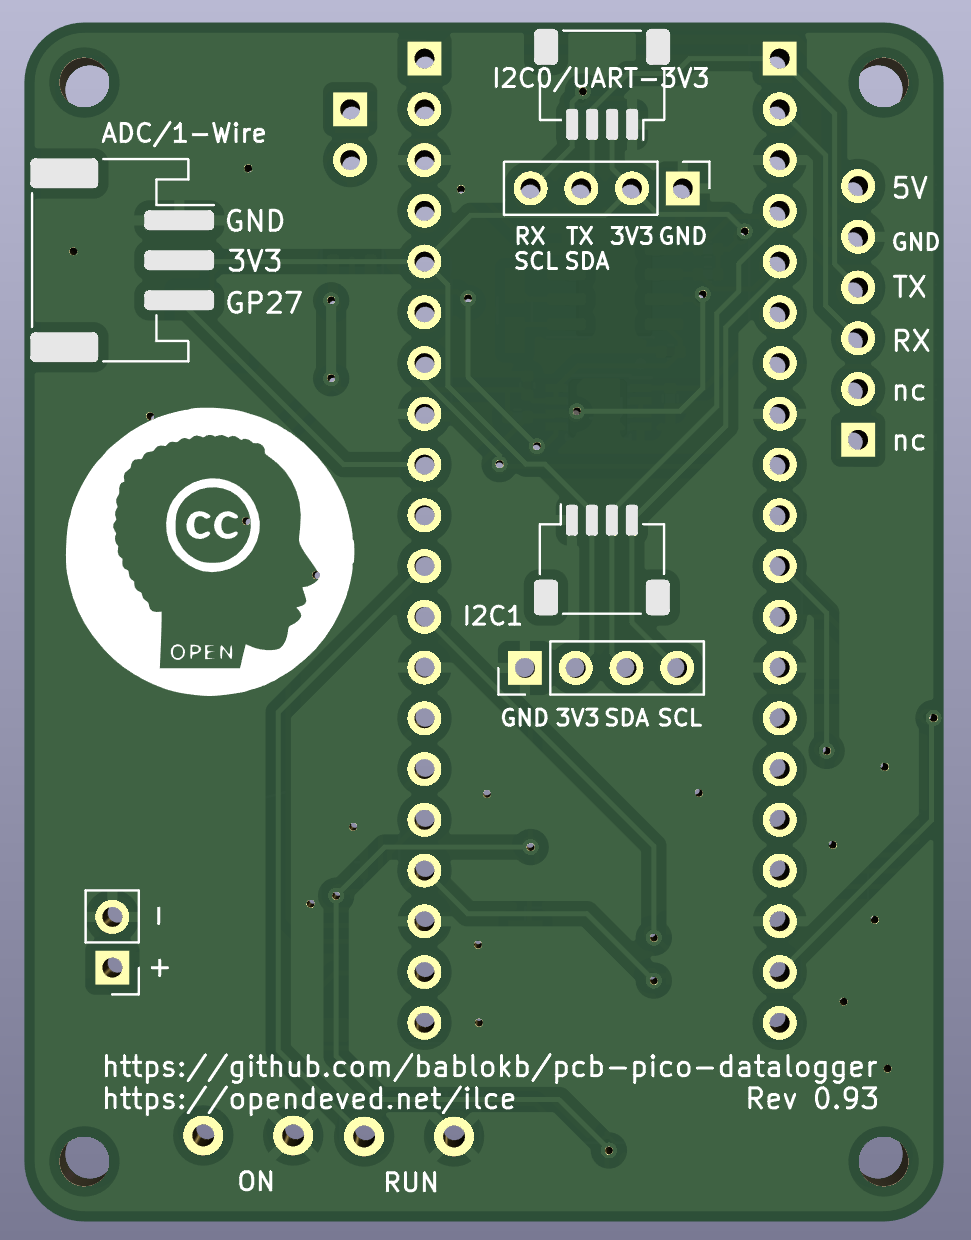 I2C0/UART-3V3
ADC/1-Wire
GND
3V3
GP27
RX TX 3V3 GND
SCL SDA
5V
GND
TX
RX
nc
nc
CC
OPEN
I2C1
GND 3V3 SDA SCL
-
+
https://github.com/bablokb/pcb-pico-datalogger
https://opendeved.net/ilce
Rev 0.93
ON
RUN